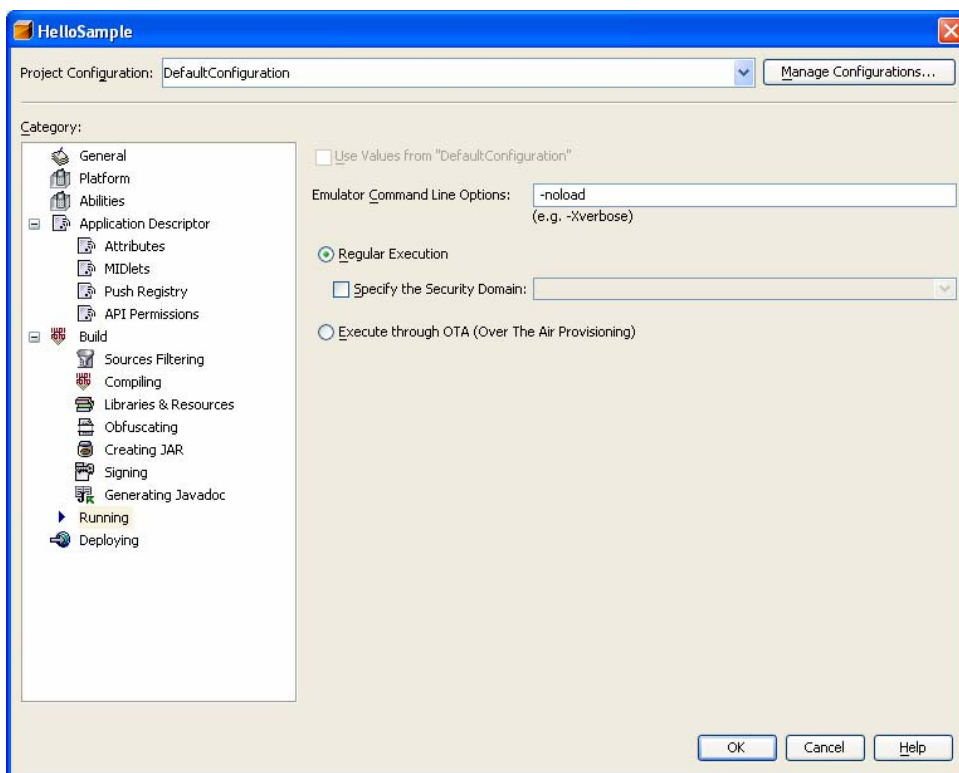 HelloSample
Project Configuration: DefaultConfiguration Manage Configurations...
Category:
General
Platform
Abilities
Application Descriptor
Attributes
MIDlets
Push Registry
API Permissions
Build
Sources Filtering
Compiling
Libraries & Resources
Obfuscating
Creating JAR
Signing
Generating Javadoc
Running
Deploying
Use Values from "DefaultConfiguration"
Emulator Command Line Options: -noload
(e.g. -Xverbose)
Regular Execution
Specify the Security Domain:
Execute through OTA (Over The Air Provisioning)
OK Cancel Help